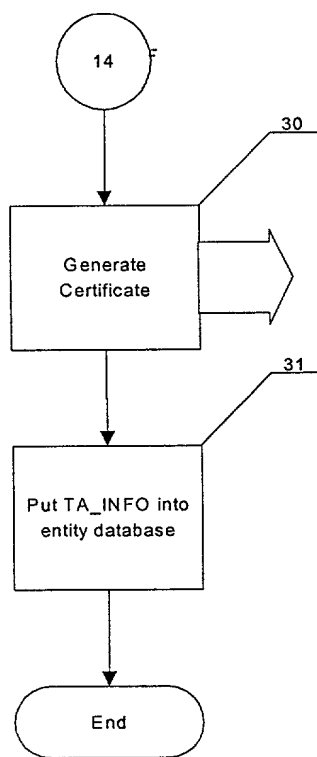 14
30
Generate
Certificate
31
Put TA_INFO into
entity database
End